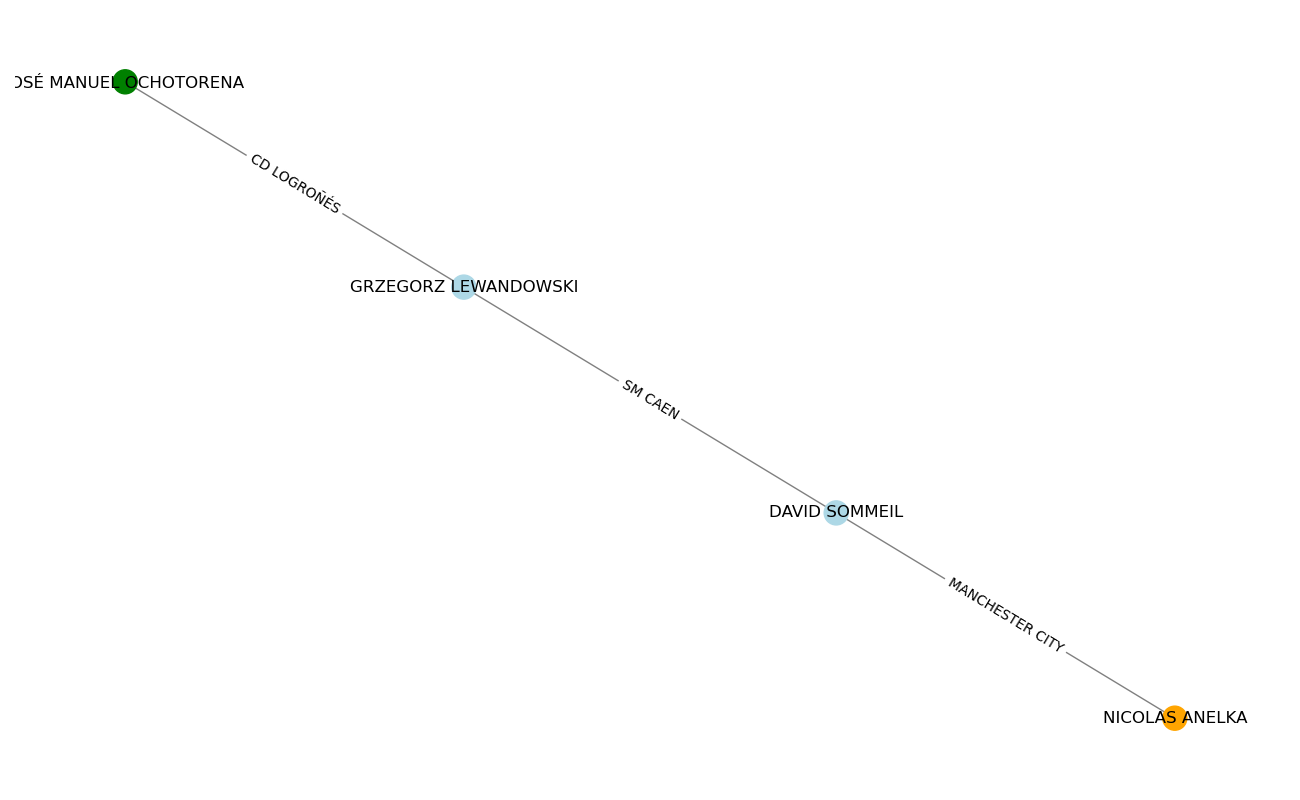 OSÉ MANUEL OCHOTORENA
CD LOGROÑÉS
GRZEGORZ LEWANDOWSKI
SM CAEN
DAVID SOMMEIL
MANCHESTER CITY
NICOLAS ANELKA